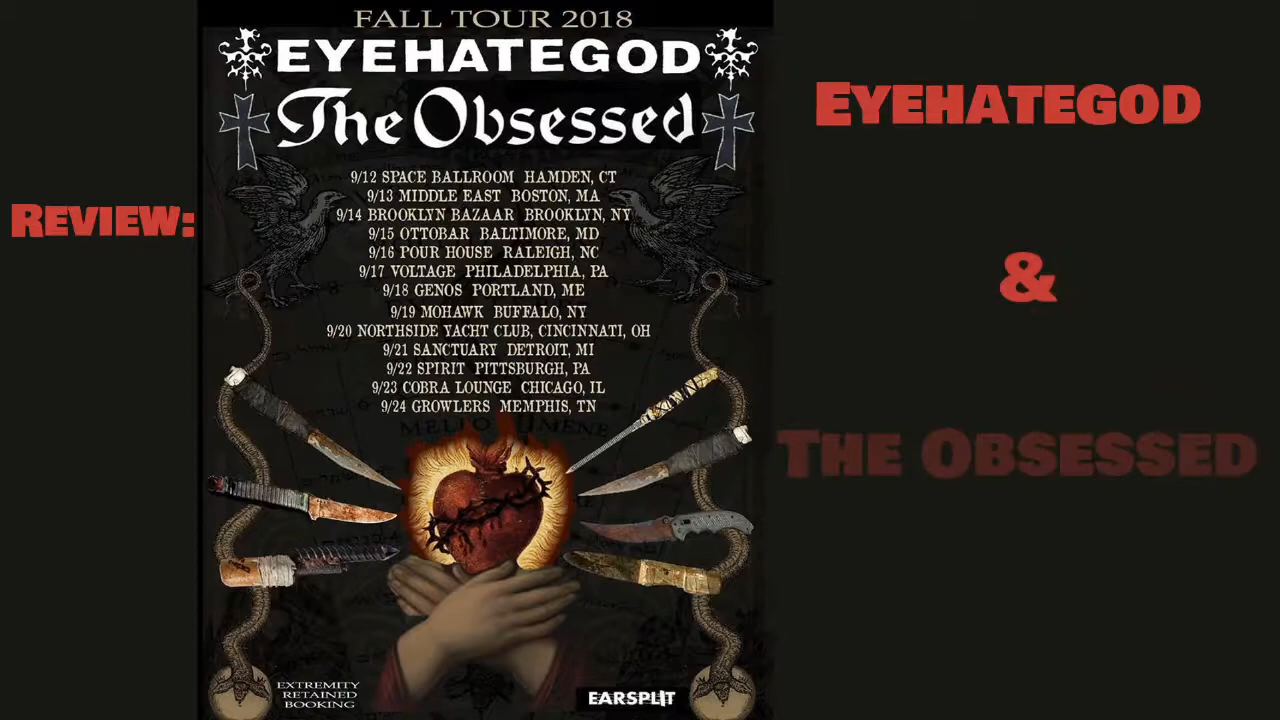 FALL TOUR 2018
EYEHATEGOD
The Obsessed
9/12 SPACE BALLROOM HAMDEN, CT
9/13 MIDDLE EAST BOSTON, MA
9/14 BROOKLYN BAZAAR BROOKLYN, NY
9/15 OTTOBAR BALTIMORE, MD
9/16 POUR HOUSE RALEIGH, NC
9/17 VOLTAGE PHILADELPHIA, PA
9/18 GENOS PORTLAND, ME
9/19 MOHAWK BUFFALO, NY
9/20 NORTHSIDE YACHT CLUB, CINCINNATI, OH
9/21 SANCTUARY DETROIT, MI
9/22 SPIRIT PITTSBURGH, PA
9/23 COBRA LOUNGE CHICAGO, IL
9/24 GROWLERS MEMPHIS, TN
EXTREMITY
RETAINED
BOOKING
EARSPLIT
REVIEW:
EYEHATEGOD
&
THE OBSESSED